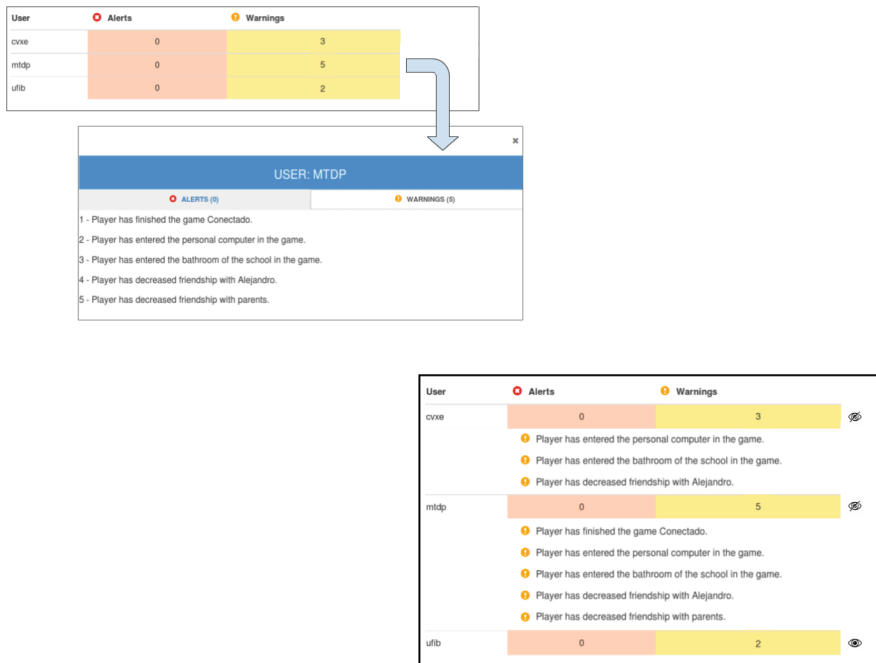 User Alerts Warnings
cvxe 0 3
mtdp 0 5
ufib 0 2
USER: MTDP
ALERTS (0) WARNINGS (5)
1 - Player has finished the game Conectado.
2 - Player has entered the personal computer in the game.
3 - Player has entered the bathroom of the school in the game.
4 - Player has decreased friendship with Alejandro.
5 - Player has decreased friendship with parents.
User Alerts Warnings
cvxe 0 3
Player has entered the personal computer in the game.
Player has entered the bathroom of the school in the game.
Player has decreased friendship with Alejandro.
mtdp 0 5
Player has finished the game Conectado.
Player has entered the personal computer in the game.
Player has entered the bathroom of the school in the game.
Player has decreased friendship with Alejandro.
Player has decreased friendship with parents.
ufib 0 2